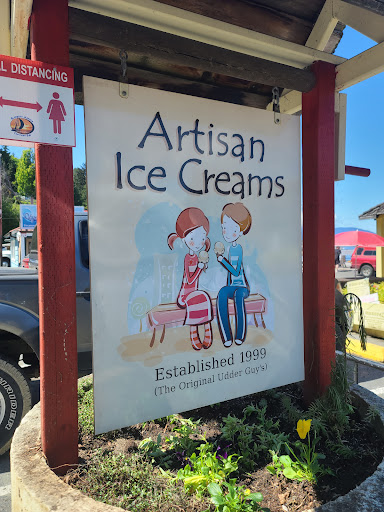 L DISTANCING
Artisan
Ice Creams
Established 1999
(The Original Udder Guy's)